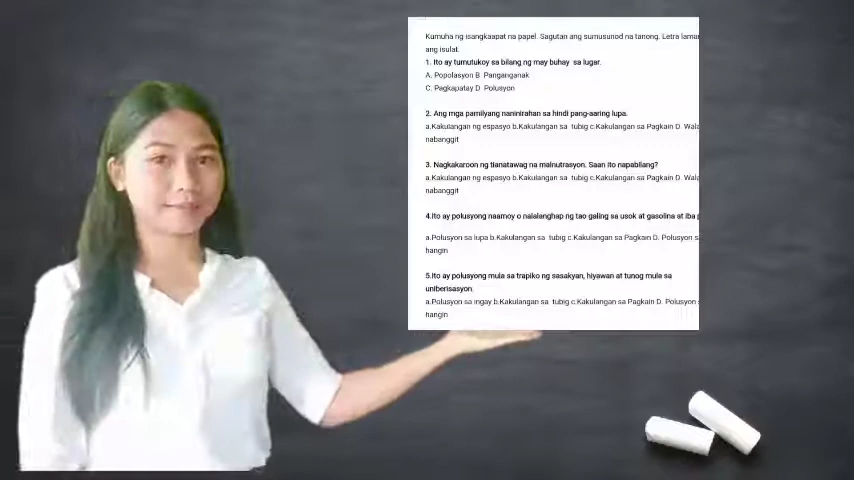 Kumuha ng isangkaapat na papel. Sagutan ang sumusunod na tanong. Letra
ang isulat.
1. Ito ay tumutukoy sa bilang ng may buhay sa lugar.
A. Popolasyon B Panganganak
C. Pagkapatay D Polusyon
2. Ang mga pamilyang naninirahan sa hindi pang-aaring lupa.
a.Kakulangan ng espasyo b.Kakulangan sa tubig c.Kakulangan sa Pagkain D.
nabanggit
3. Nagkakaroon ng tianatawag na malnutrasyon. Saan ito napabilang?
a.Kakulangan ng espasyo b.Kakulangan sa tubig c.Kakulangan sa Pagkain D.
nabanggit
4.Ito ay polusyong naamoy o nalalanghap ng tao galing sa usok at gasolina at iba
a.Polusyon sa lupa b.Kakulangan sa tubig c.Kakulangan sa Pagkain D. Polusyon
hangin
5.Ito ay polusyong mula sa trapiko ng sasakyan, hiyawan at tunog mula sa
uniberisasyon
a.Polusyon sa ingay b.Kakulangan sa tubig c.Kakulangan sa Pagkain D. Polusyon
hangin